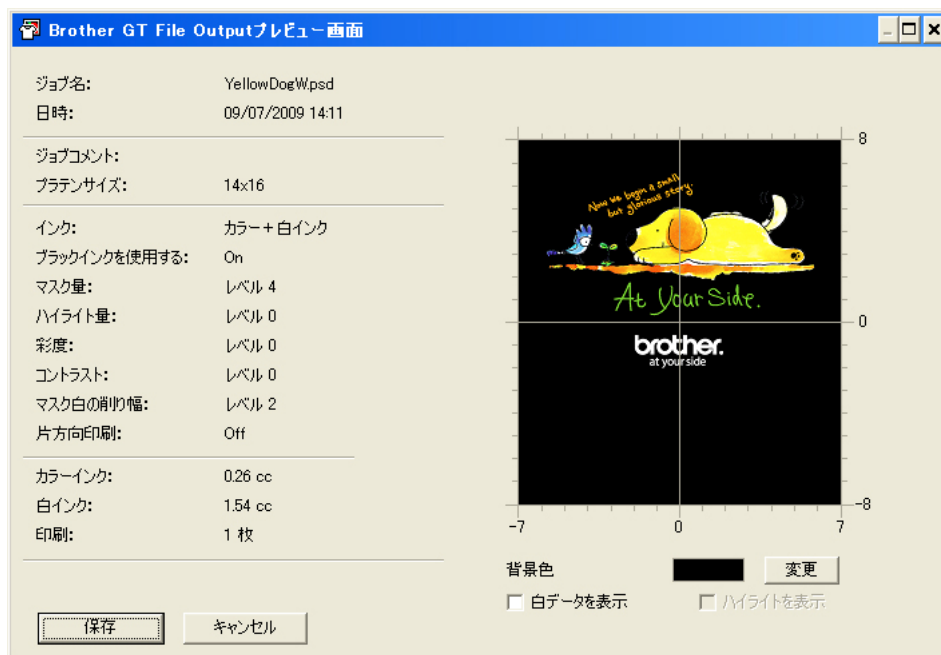 Brother GT File Outputプレビュー画面
ジョブ名: YellowDogW.psd
日時: 09/07/2009 14:11
ジョブコメント:
プラテンサイズ: 14x16
インク: カラー+白インク
ブラックインクを使用する: On
マスク量: レベル 4
ハイライト量: レベル 0
彩度: レベル 0
コントラスト: レベル 0
マスク白の削り幅: レベル 2
片方向印刷: Off
カラーインク: 0.26 cc
白インク: 1.54 cc
印刷: 1 枚
保存 キャンセル
8
Now we begin a small
but glorious story.
At Your Side.
0
brother.
at your side
-8
-7 0 7
背景色 変更
白データを表示 ハイライトを表示